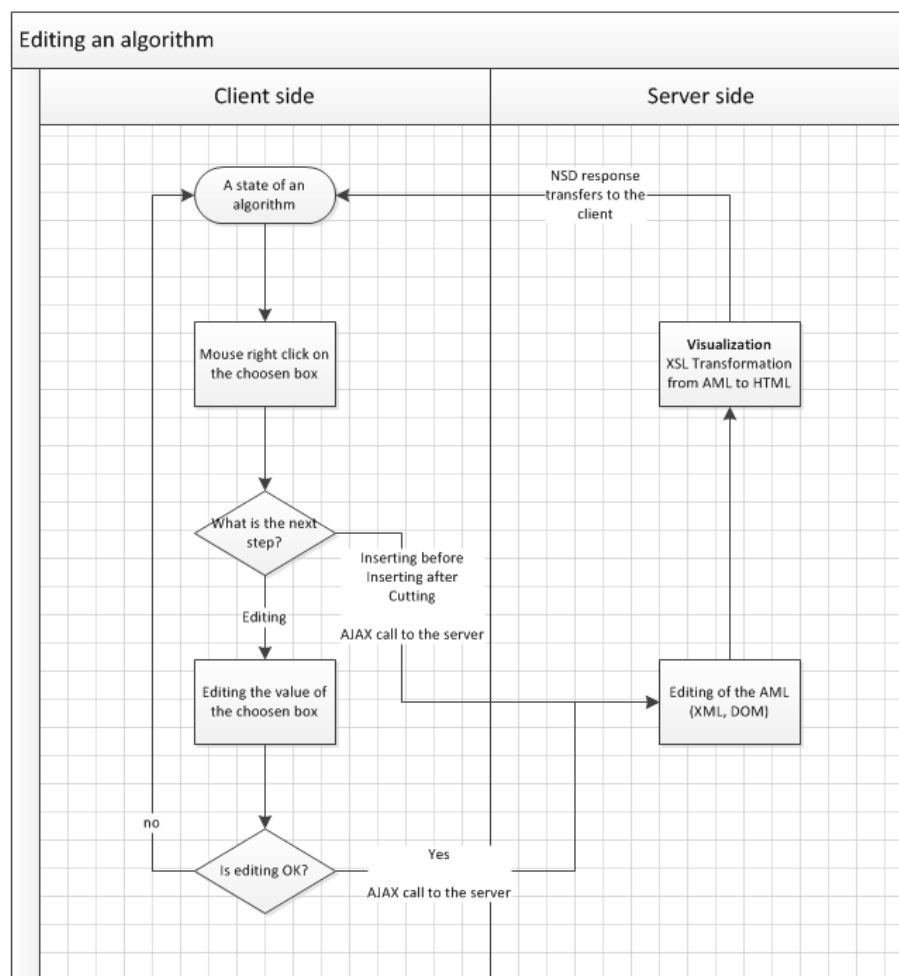 Editing an algorithm
Client side
Server side
A state of an
algorithm
NSD response
transfers to the
client
Mouse right click on
the choosen box
Visualization
XSL Transformation
from AML to HTML
What is the next
step?
Inserting before
Inserting after
Cutting
AJAX call to the server
Editing
Editing the value of
the choosen box
Editing of the AML
(XML, DOM)
no
Is editing OK?
Yes
AJAX call to the server